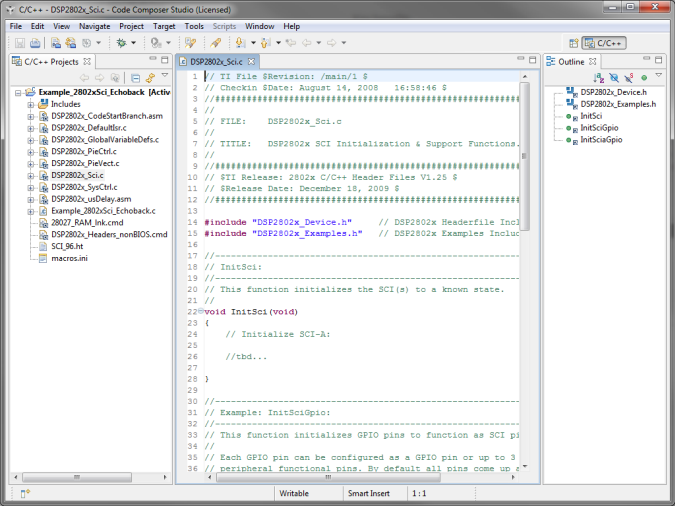 C/C++ - DSP2802x_Sci.c - Code Composer Studio (Licensed)
File Edit View Navigate Project Target Tools Scripts Window Help
C/C++
C/C++ Projects
Example_2802xSci_Echoback [Active
Includes
DSP2802x_CodeStartBranch.asm
DSP2802x_DefaultIsr.c
DSP2802x_GlobalVariableDefs.c
DSP2802x_PieCtrl.c
DSP2802x_PieVect.c
DSP2802x_Sci.c
DSP2802x_SysCtrl.c
DSP2802x_usDelay.asm
Example_2802xSci_Echoback.c
28027_RAM_lnk.cmd
DSP2802x_Headers_nonBIOS.cmd
SCI_96.ht
macros.ini
DSP2802x_Sci.c
1 // TI File $Revision: /main/1 $
2 // Checkin $Date: August 14, 2008   16:58:46 $
3 //###########################################################
4 //
5 // FILE:    DSP2802x_Sci.c
6 //
7 // TITLE:   DSP2802x SCI Initialization & Support Functions.
8 //
9 //###########################################################
10 // $TI Release: 2802x C/C++ Header Files V1.25 $
11 // $Release Date: December 18, 2009 $
12 //###########################################################
13
14 #include "DSP2802x_Device.h"     // DSP2802x Headerfile Incl
15 #include "DSP2802x_Examples.h"   // DSP2802x Examples Includ
16
17 //-----------------------------------------------------------
18 // InitSci:
19 //-----------------------------------------------------------
20 // This function initializes the SCI(s) to a known state.
21 //
22 void InitSci(void)
23 {
24     // Initialize SCI-A:
25
26     //tbd...
27
28 }
29
30 //-----------------------------------------------------------
31 // Example: InitSciGpio:
32 //-----------------------------------------------------------
33 // This function initializes GPIO pins to function as SCI pi
34 //
35 // Each GPIO pin can be configured as a GPIO pin or up to 3
36 // peripheral functional pins. By default all pins come up a
Outline
DSP2802x_Device.h
DSP2802x_Examples.h
InitSci
InitSciGpio
InitSciaGpio
Writable
Smart Insert
1 : 1